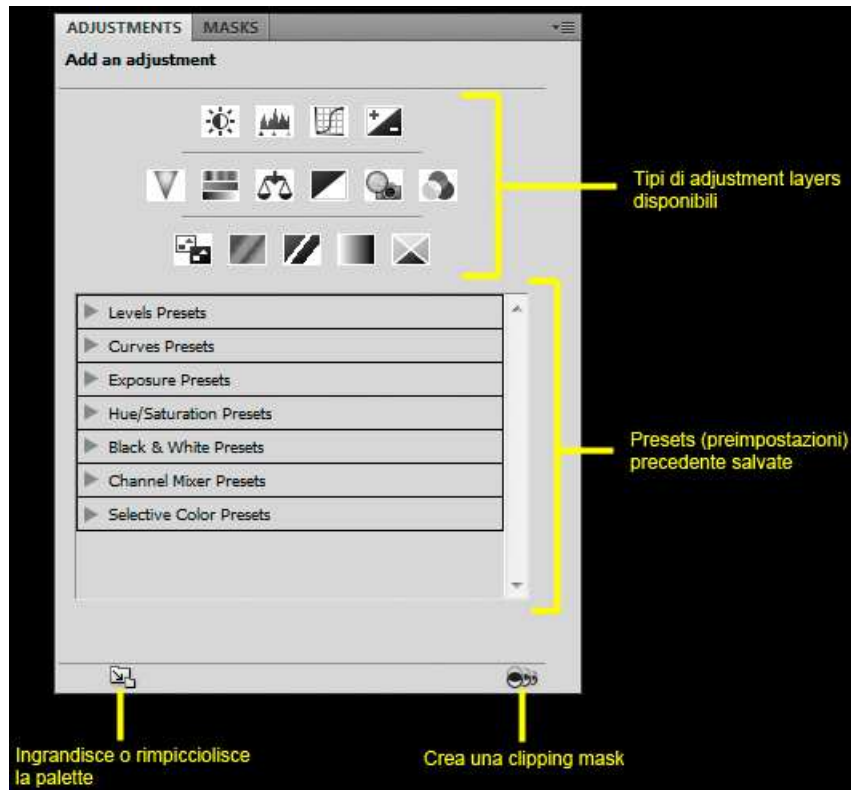 ADJUSTMENTS MASKS
Add an adjustment
Tipi di adjustment layers
disponibili
Levels Presets
Curves Presets
Exposure Presets
Hue/Saturation Presets
Black & White Presets
Channel Mixer Presets
Selective Color Presets
Presets (preimpostazioni)
precedente salvate
Ingrandisce o rimpicciolisce
la palette
Crea una clipping mask